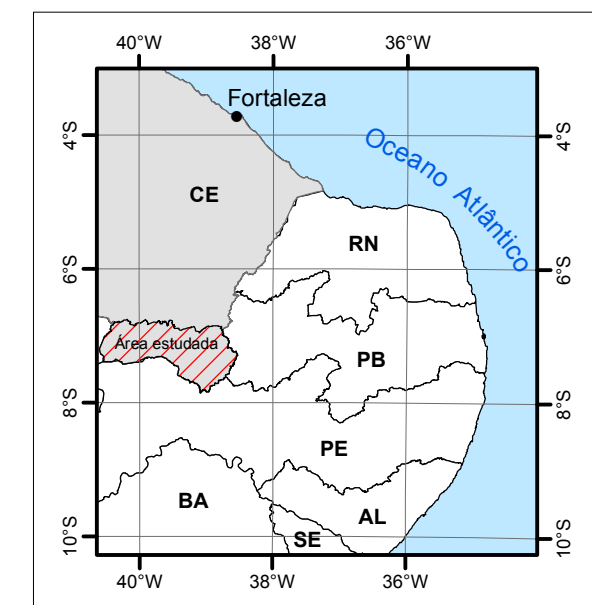 40°W 38°W 36°W
Fortaleza
4°S 4°S
Oceano Atlântico
CE
RN
6°S 6°S
Área estudada
PB
8°S 8°S
PE
BA
AL
SE
10°S 10°S
40°W 38°W 36°W